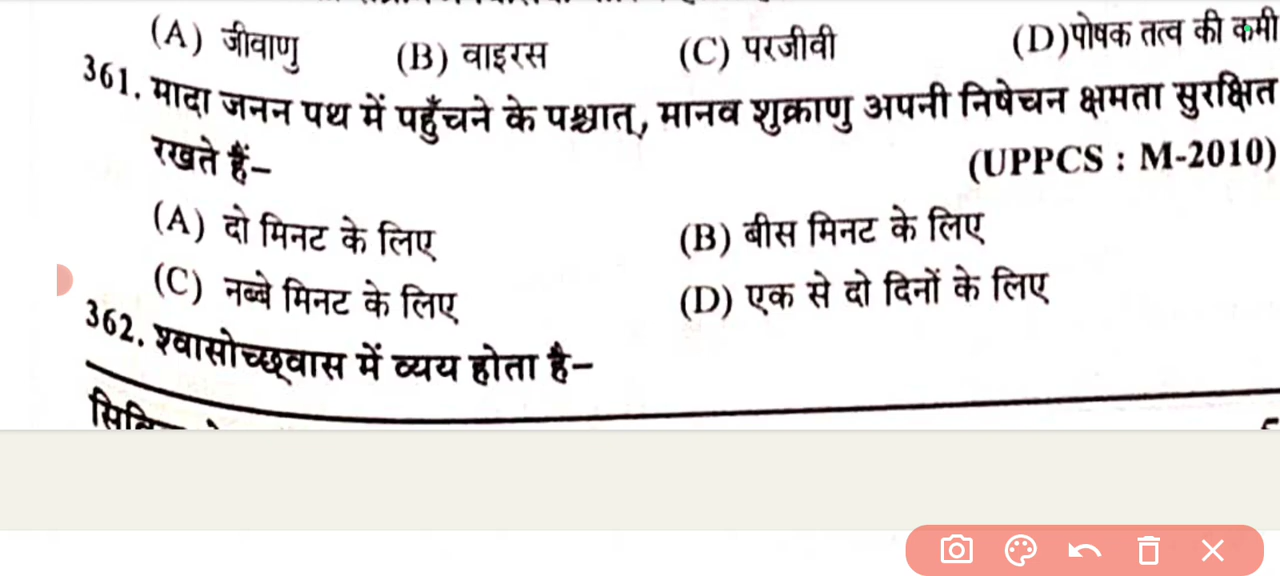 (A) जीवाणु (B) वाइरस (C) परजीवी (D)पोषक तत्व की कमी
361. मादा जनन पथ में पहुँचने के पश्चात्, मानव शुक्राणु अपनी निषेचन क्षमता सुरक्षित
रखते हैं– (UPPCS : M-2010)
(A) दो मिनट के लिए (B) बीस मिनट के लिए
(C) नब्बे मिनट के लिए (D) एक से दो दिनों के लिए
362. श्वासोच्छ्वास में व्यय होता है–